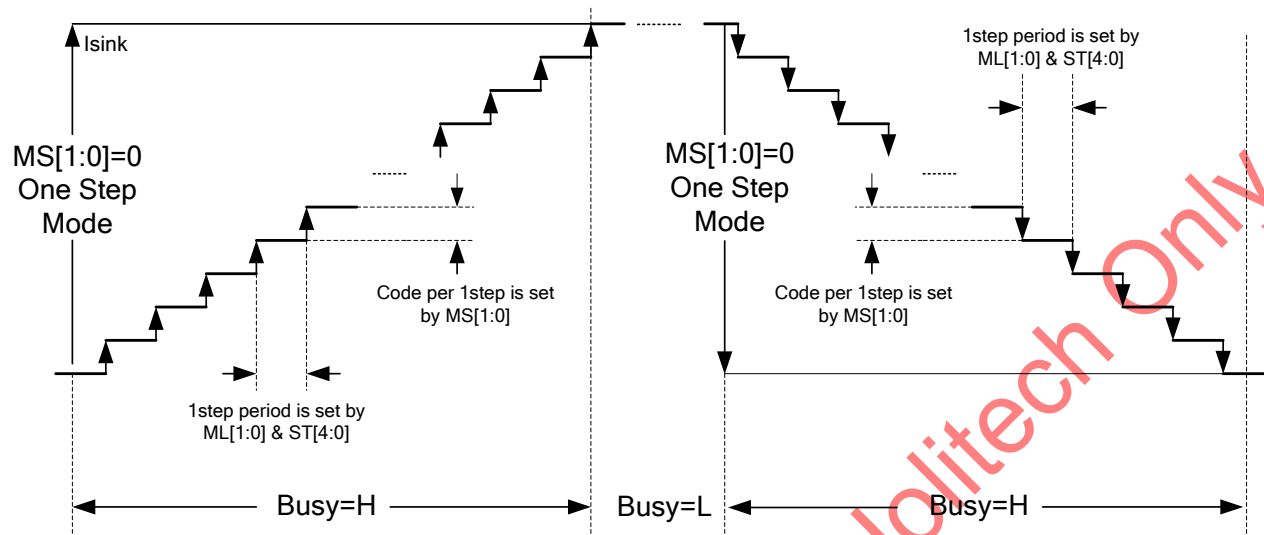 Isink
MS[1:0]=0
One Step
Mode
Code per 1step is set
by MS[1:0]
1step period is set by
ML[1:0] & ST[4:0]
Busy=H
Busy=L
1step period is set by
ML[1:0] & ST[4:0]
MS[1:0]=0
One Step
Mode
Code per 1step is set
by MS[1:0]
Busy=H
Only